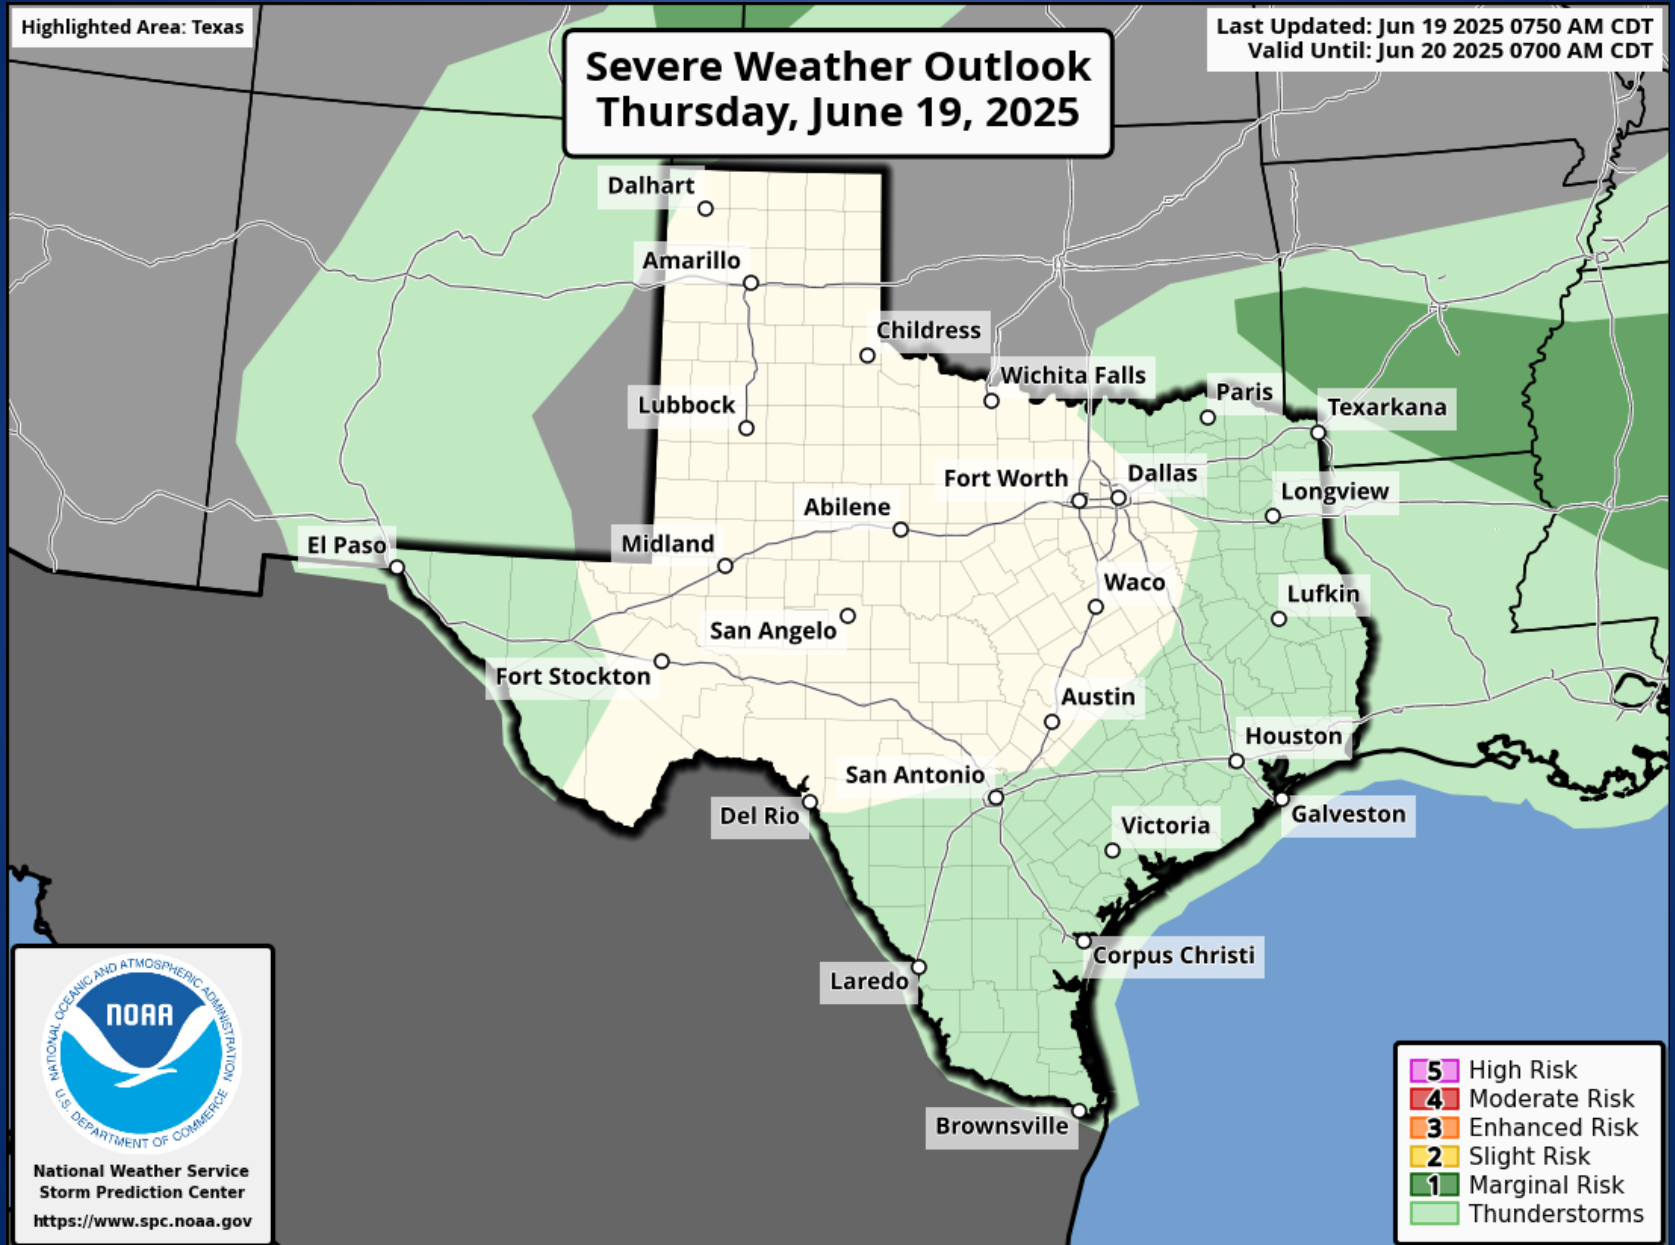 Highlighted Area: Texas
Last Updated: Jun 19 2025 0750 AM CDT
Valid Until: Jun 20 2025 0700 AM CDT
Severe Weather Outlook
Thursday, June 19, 2025
Dalhart
Amarillo
Childress
Wichita Falls
Paris
Texarkana
Lubbock
Fort Worth
Dallas
Longview
Abilene
El Paso
Midland
Waco
Lufkin
San Angelo
Fort Stockton
Austin
Houston
San Antonio
Del Rio
Galveston
Victoria
Corpus Christi
Laredo
Brownsville
NATIONAL OCEANIC AND ATMOSPHERIC ADMINISTRATION
NOAA
U.S. DEPARTMENT OF COMMERCE
National Weather Service
Storm Prediction Center
https://www.spc.noaa.gov
5 High Risk
4 Moderate Risk
3 Enhanced Risk
2 Slight Risk
1 Marginal Risk
Thunderstorms